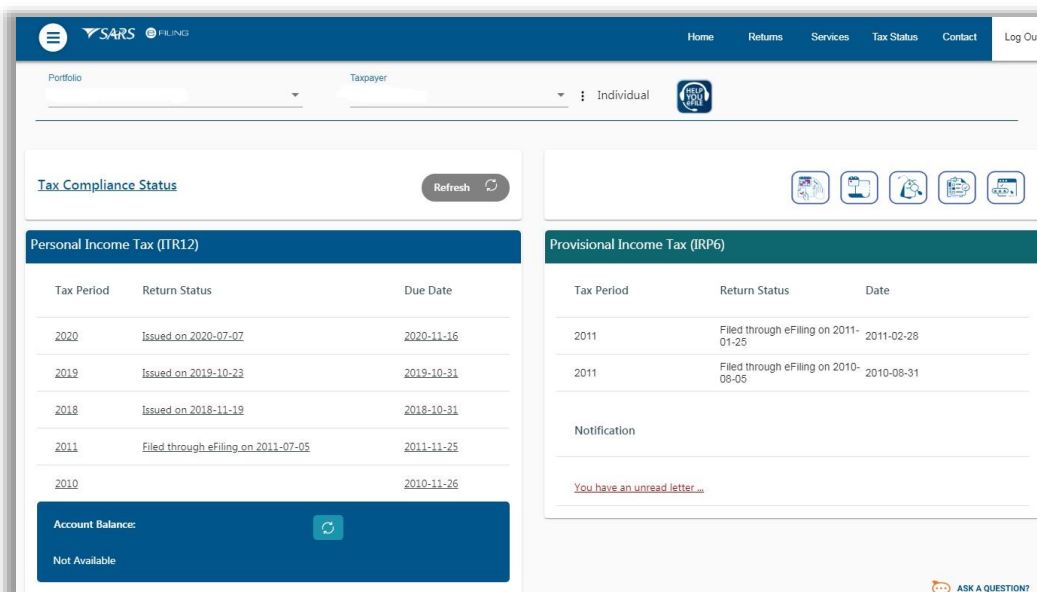 SARS eFILING
Home Returns Services Tax Status Contact Log Ou
Portfolio Taxpayer
Individual
HELP YOU eFILE
Tax Compliance Status Refresh
Personal Income Tax (ITR12)
Tax Period Return Status Due Date
2020 Issued on 2020-07-07 2020-11-16
2019 Issued on 2019-10-23 2019-10-31
2018 Issued on 2018-11-19 2018-10-31
2011 Filed through eFiling on 2011-07-05 2011-11-25
2010 2010-11-26
Account Balance:
Not Available
Provisional Income Tax (IRP6)
Tax Period Return Status Date
2011 Filed through eFiling on 2011-01-25 2011-02-28
2011 Filed through eFiling on 2010-08-05 2010-08-31
Notification
You have an unread letter ...
ASK A QUESTION?